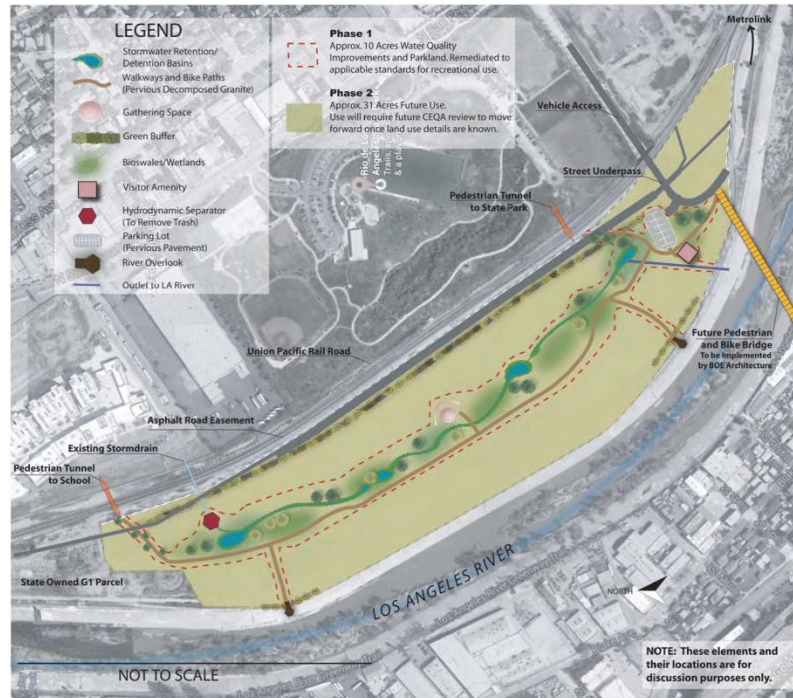 LEGEND
Stormwater Retention/
Detention Basins
Walkways and Bike Paths
(Pervious Decomposed Granite)
Gathering Space
Green Buffer
Bioswales/Wetlands
Visitor Amenity
Hydrodynamic Separator
(To Remove Trash)
Parking Lot
(Pervious Pavement)
River Overlook
Outlet to LA River
Phase 1
Approx. 10 Acres Water Quality
Improvements and Parkland. Remediated to
applicable standards for recreational use.
Phase 2
Approx. 31 Acres Future Use.
Use will require future CEQA review to move
forward once land use details are known.
Metrolink
Vehicle Access
Street Underpass
Pedestrian Tunnel
to State Park
Rio de
Angeles
Trails
& a pla
Future Pedestrian
and Bike Bridge
To be Implemented
by BOE Architecture
Union Pacific Rail Road
Asphalt Road Easement
Existing Stormdrain
Pedestrian Tunnel
to School
State Owned G1 Parcel
LOS ANGELES RIVER
NORTH
NOT TO SCALE
NOTE: These elements and
their locations are for
discussion purposes only.